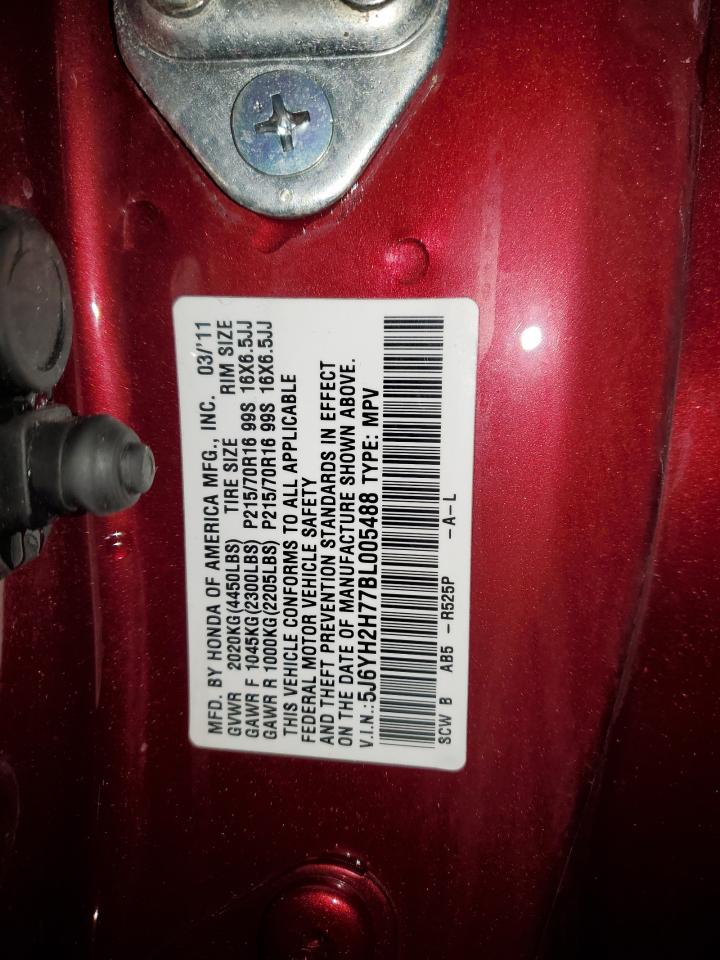 MFD. BY HONDA OF AMERICA MFG., INC. 03/'11
GVWR 2020KG(4450LBS) TIRE SIZE RIM SIZE
GAWR F 1045KG(2300LBS) P215/70R16 99S 16X6.5JJ
GAWR R 1000KG(2205LBS) P215/70R16 99S 16X6.5JJ
THIS VEHICLE CONFORMS TO ALL APPLICABLE
FEDERAL MOTOR VEHICLE SAFETY
AND THEFT PREVENTION STANDARDS IN EFFECT
ON THE DATE OF MANUFACTURE SHOWN ABOVE.
V.I.N.:5J6YH2H77BL005488 TYPE: MPV
SCW B AB5 -R525P -A-L